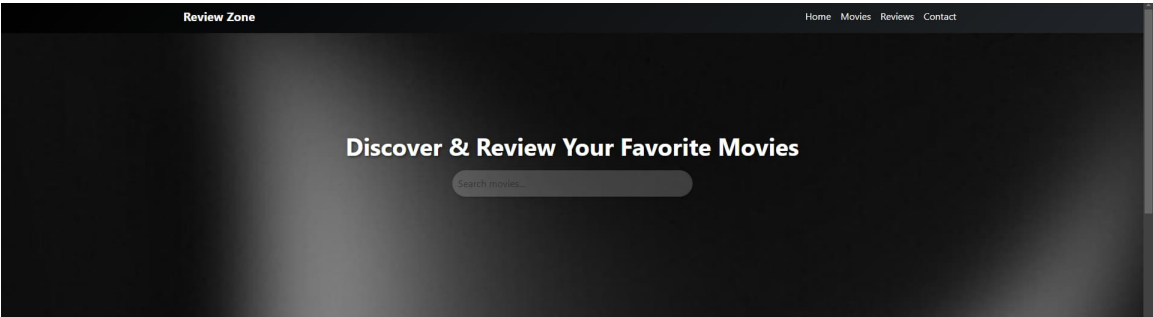 Review Zone
Home Movies Reviews Contact
Discover & Review Your Favorite Movies
Search movies...